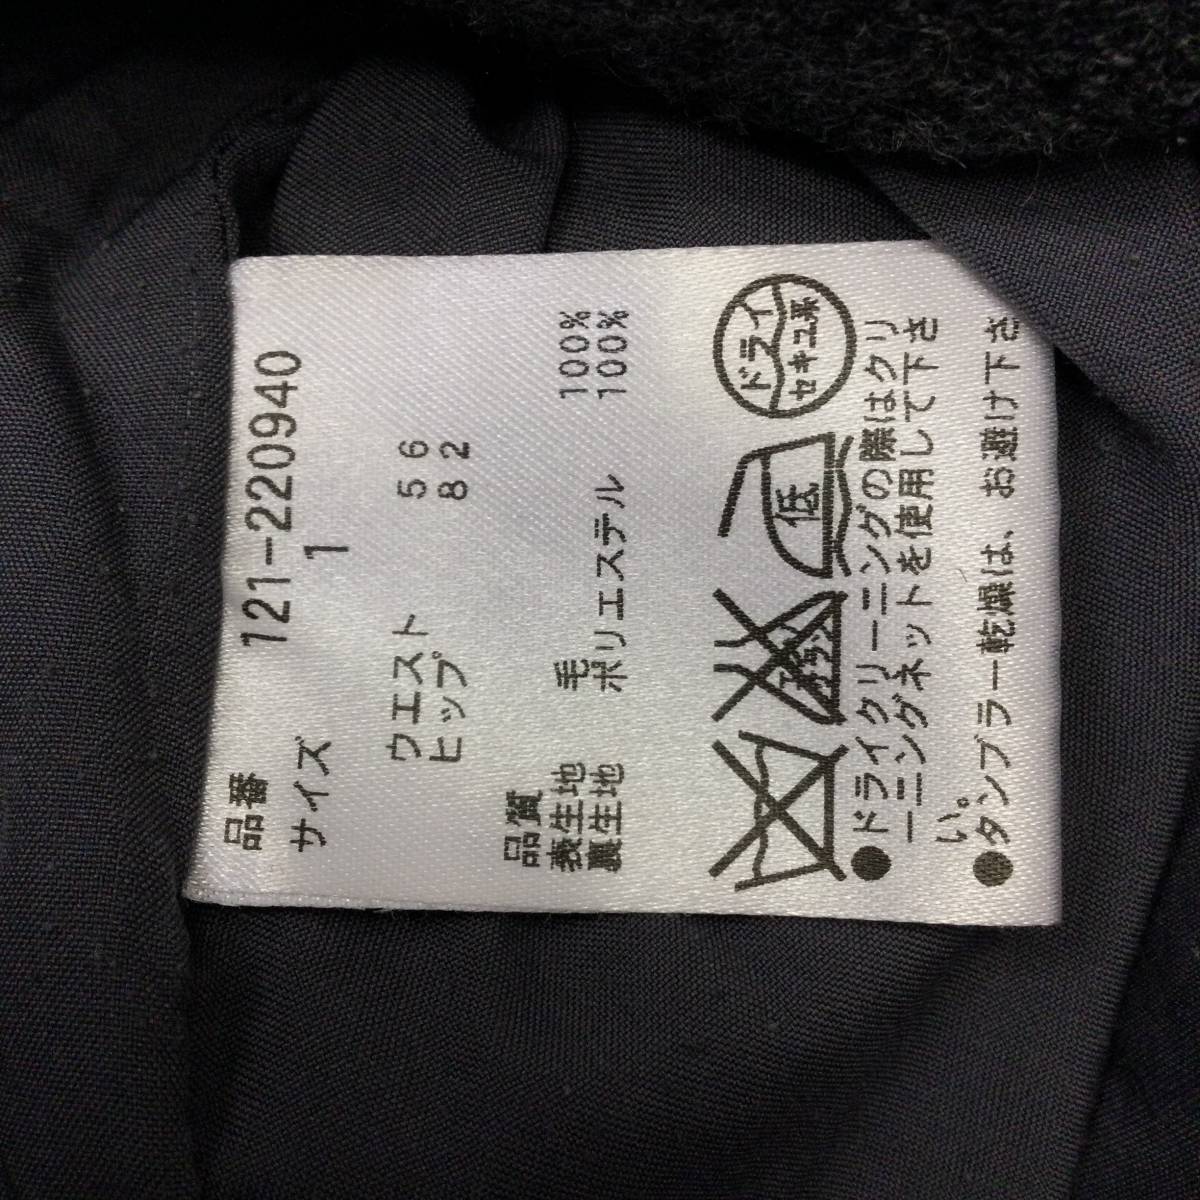 品番 121-220940
サイズ 1
ウエスト 56
ヒップ 82
品質
表生地 毛 100%
裏生地 ポリエステル 100%
低
ドライ
セキユ系
●ドライクリーニングの際はクリ
ーニングネットを使用して下さ
い。
●タンブラー乾燥は、お避け下さ